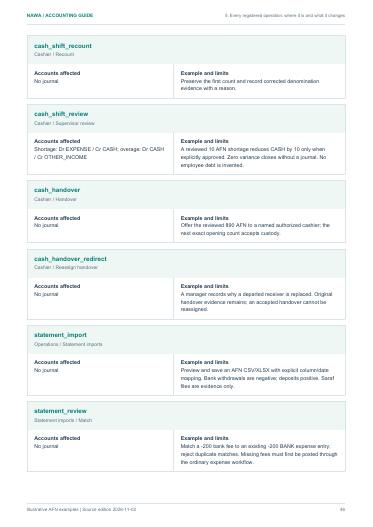 NAWA / ACCOUNTING GUIDE
5. Every registered operation: where it is and what it changes
cash_shift_recount
Cashier / Recount
Accounts affected
No journal
Example and limits
Preserve the first count and record corrected denomination
evidence with a reason.
cash_shift_review
Cashier / Supervisor review
Accounts affected
Shortage: Dr EXPENSE / Cr CASH; overage: Dr CASH
/ Cr OTHER_INCOME
Example and limits
A reviewed 10 AFN shortage reduces CASH by 10 only when
explicitly approved. Zero variance closes without a journal. No
employee debt is invented.
cash_handover
Cashier / Handover
Accounts affected
No journal
Example and limits
Offer the reviewed 890 AFN to a named authorized cashier; the
next exact opening count accepts custody.
cash_handover_redirect
Cashier / Reassign handover
Accounts affected
No journal
Example and limits
A manager records why a departed receiver is replaced. Original
handover evidence remains; an accepted handover cannot be
reassigned.
statement_import
Operations / Statement imports
Accounts affected
No journal
Example and limits
Preview and save an AFN CSV/XLSX with explicit column/date
mapping. Bank withdrawals are negative; deposits positive. Saraf
files are evidence only.
statement_review
Statement imports / Match
Accounts affected
No journal
Example and limits
Match a -200 bank fee to an existing -200 BANK expense entry;
reject duplicate matches. Missing fees must first be posted through
the ordinary expense workflow.
Illustrative AFN examples | Source edition